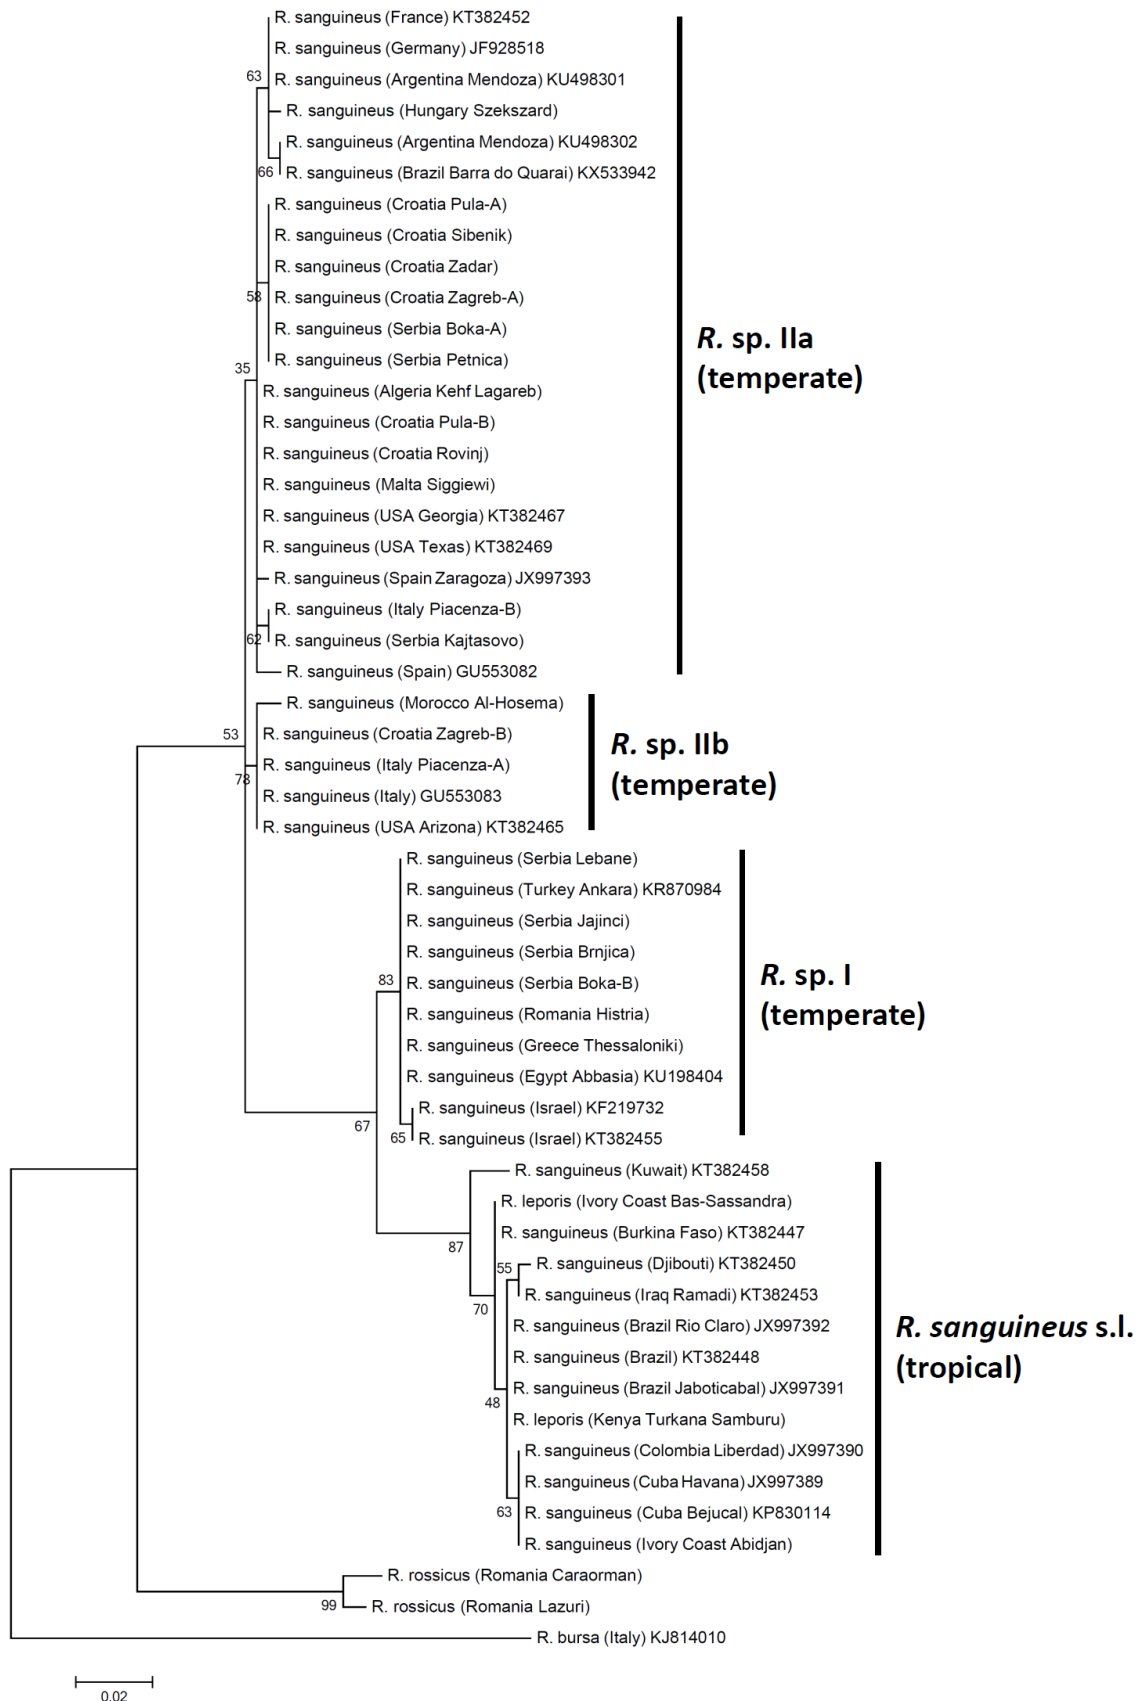 R. sanguineus (France) KT382452
R. sanguineus (Germany) JF928518
63
R. sanguineus (Argentina Mendoza) KU498301
R. sanguineus (Hungary Szekszard)
R. sanguineus (Argentina Mendoza) KU498302
66
R. sanguineus (Brazil Barra do Quarai) KX533942
R. sanguineus (Croatia Pula-A)
R. sanguineus (Croatia Sibenik)
R. sanguineus (Croatia Zadar)
58
R. sanguineus (Croatia Zagreb-A)
R. sanguineus (Serbia Boka-A)
R. sanguineus (Serbia Petnica)
R. sp. IIa
(temperate)
35
R. sanguineus (Algeria Kehf Lagareb)
R. sanguineus (Croatia Pula-B)
R. sanguineus (Croatia Rovinj)
R. sanguineus (Malta Siggiewi)
R. sanguineus (USA Georgia) KT382467
R. sanguineus (USA Texas) KT382469
R. sanguineus (Spain Zaragoza) JX997393
R. sanguineus (Italy Piacenza-B)
62
R. sanguineus (Serbia Kajtasovo)
R. sanguineus (Spain) GU553082
R. sanguineus (Morocco Al-Hosema)
53
R. sanguineus (Croatia Zagreb-B)
R. sanguineus (Italy Piacenza-A)
78
R. sanguineus (Italy) GU553083
R. sanguineus (USA Arizona) KT382465
R. sp. IIb
(temperate)
R. sanguineus (Serbia Lebane)
R. sanguineus (Turkey Ankara) KR870984
R. sanguineus (Serbia Jajinci)
R. sanguineus (Serbia Brnjica)
83
R. sanguineus (Serbia Boka-B)
R. sanguineus (Romania Histria)
R. sanguineus (Greece Thessaloniki)
R. sanguineus (Egypt Abbasia) KU198404
R. sanguineus (Israel) KF219732
67
65
R. sanguineus (Israel) KT382455
R. sp. I
(temperate)
R. sanguineus (Kuwait) KT382458
R. leporis (Ivory Coast Bas-Sassandra)
R. sanguineus (Burkina Faso) KT382447
87
55
R. sanguineus (Djibouti) KT382450
R. sanguineus (Iraq Ramadi) KT382453
70
R. sanguineus (Brazil Rio Claro) JX997392
R. sanguineus (Brazil) KT382448
R. sanguineus (Brazil Jaboticabal) JX997391
48
R. leporis (Kenya Turkana Samburu)
R. sanguineus (Colombia Liberdad) JX997390
R. sanguineus (Cuba Havana) JX997389
63
R. sanguineus (Cuba Bejucal) KP830114
R. sanguineus (Ivory Coast Abidjan)
R. sanguineus s.l.
(tropical)
R. rossicus (Romania Caraorman)
99
R. rossicus (Romania Lazuri)
R. bursa (Italy) KJ814010
0.02